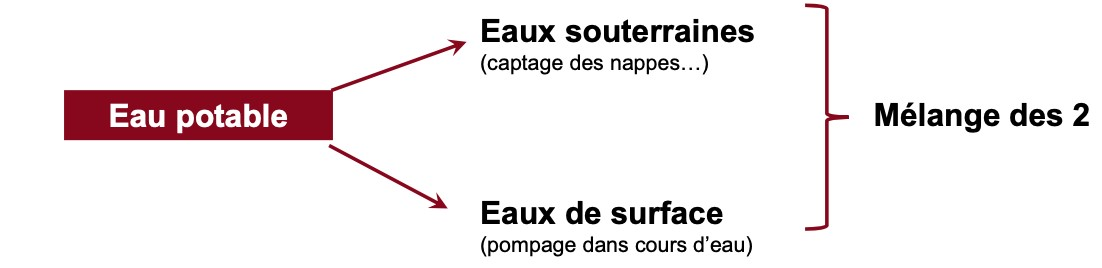 Eaux souterraines
(captage des nappes…)
Eau potable
Mélange des 2
Eaux de surface
(pompage dans cours d’eau)